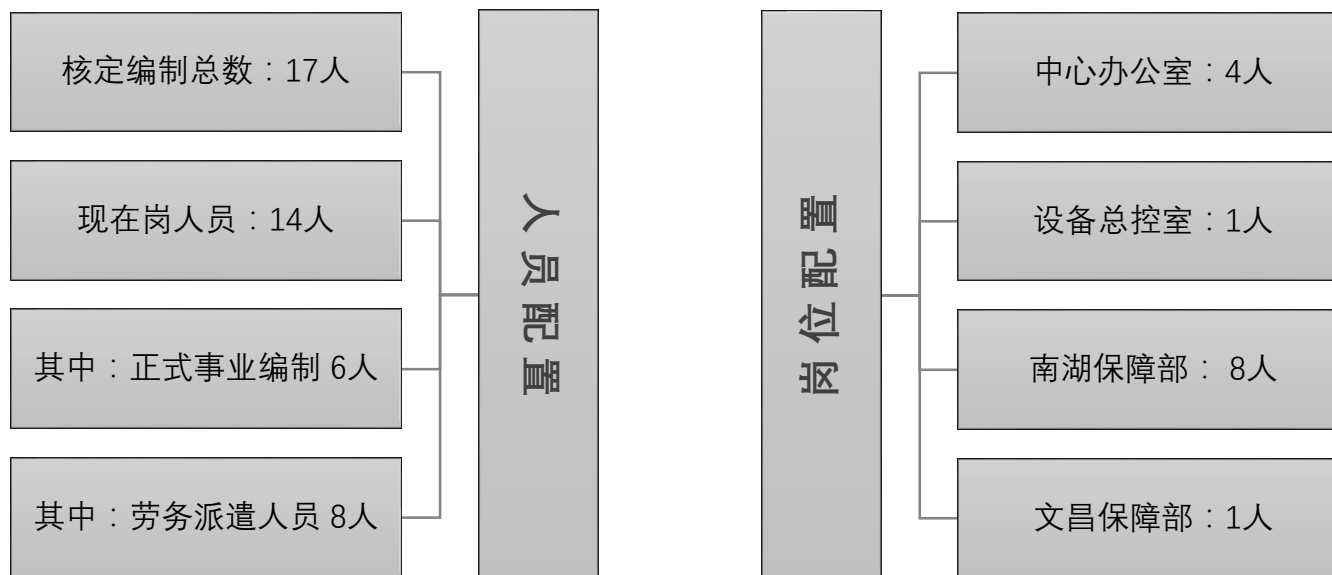 核定编制总数：17人
现在岗人员：14人
其中：正式事业编制 6人
其中：劳务派遣人员 8人
人员配置
岗位配置
中心办公室：4人
设备总控室：1人
南湖保障部： 8人
文昌保障部：1人